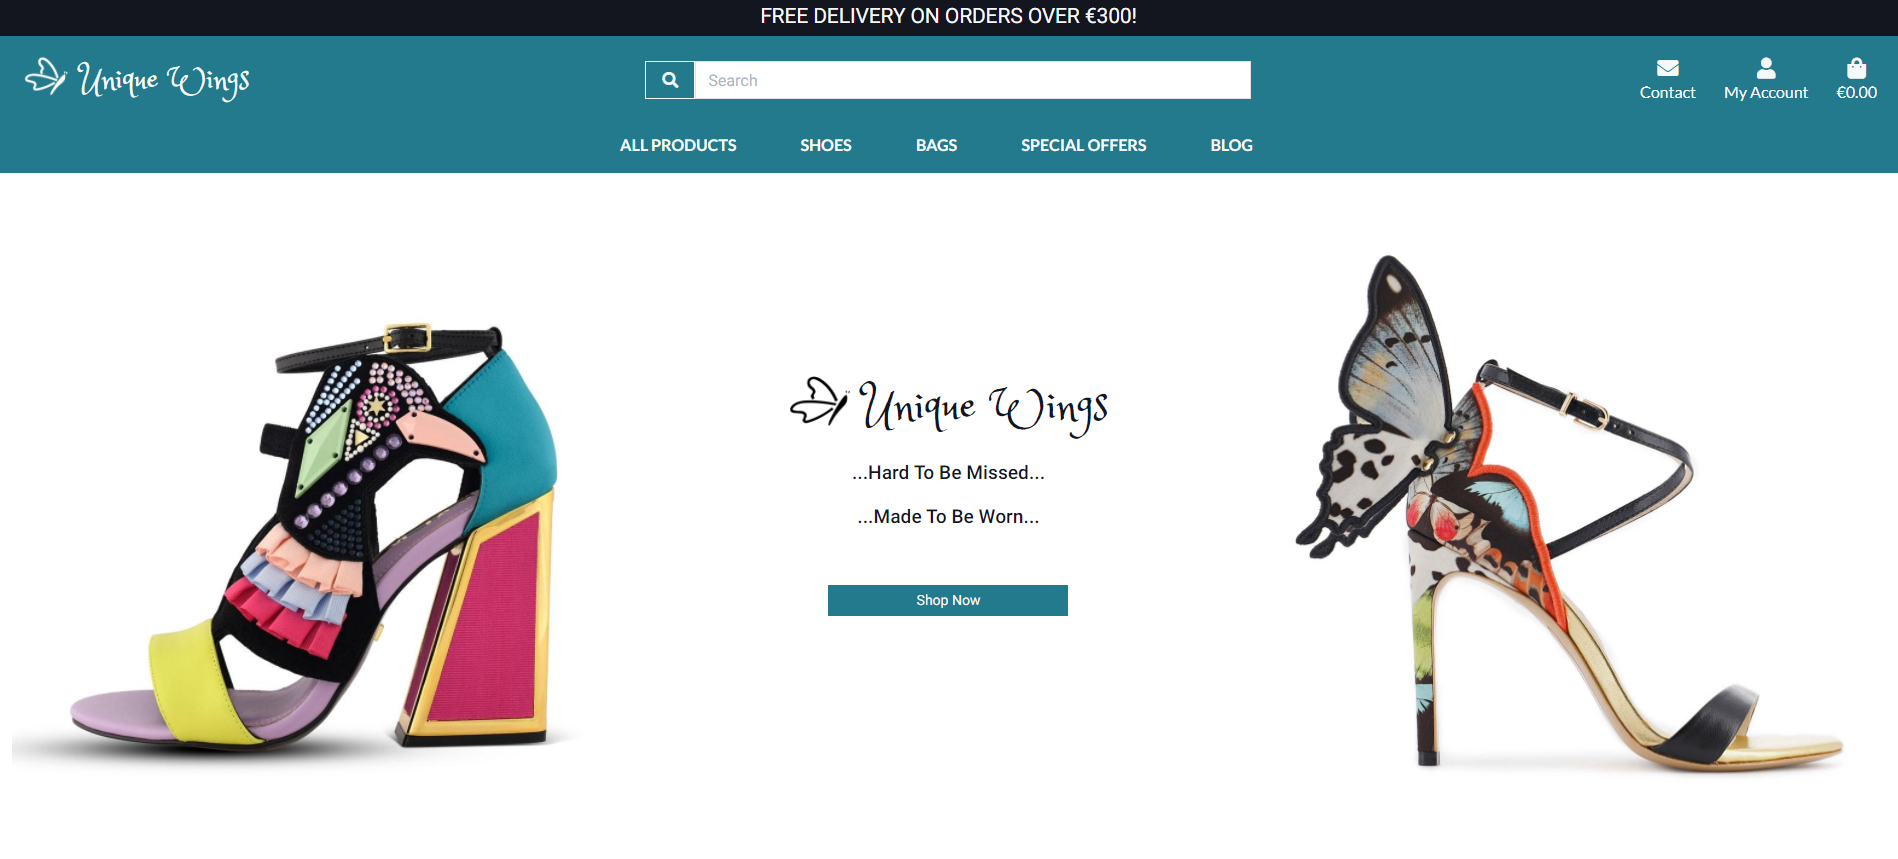 FREE DELIVERY ON ORDERS OVER €300!
Unique Wings
Search
Contact
My Account
€0.00
ALL PRODUCTS
SHOES
BAGS
SPECIAL OFFERS
BLOG
Unique Wings
...Hard To Be Missed...
...Made To Be Worn...
Shop Now